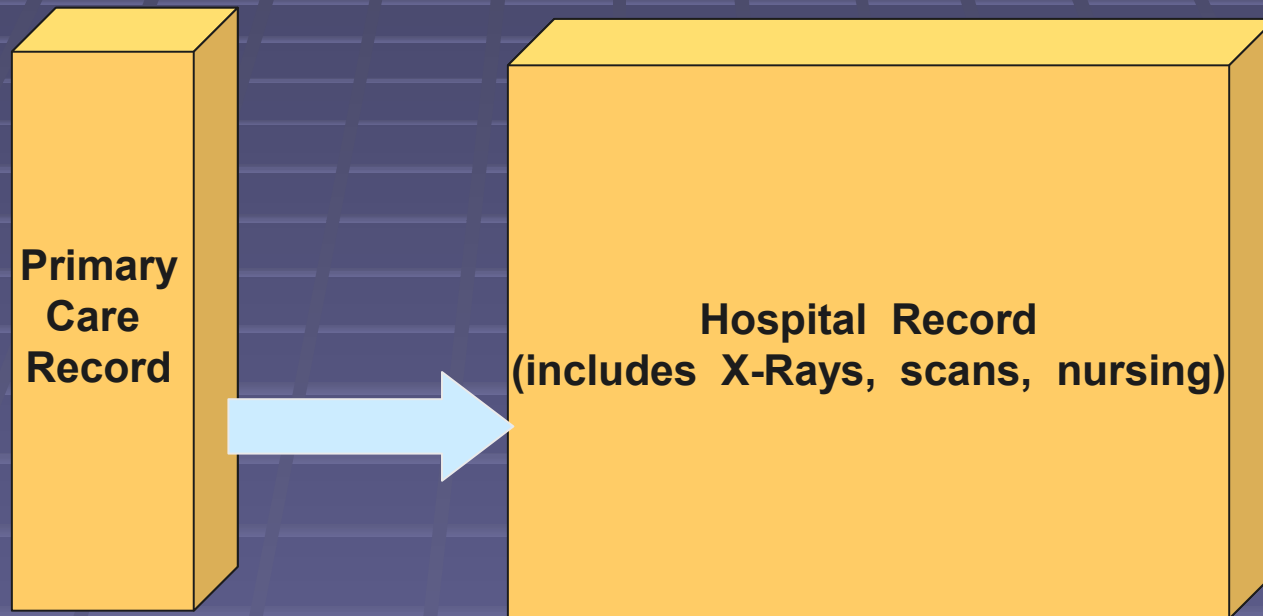 Primary
Care
Record
Hospital Record
(includes X-Rays, scans, nursing)